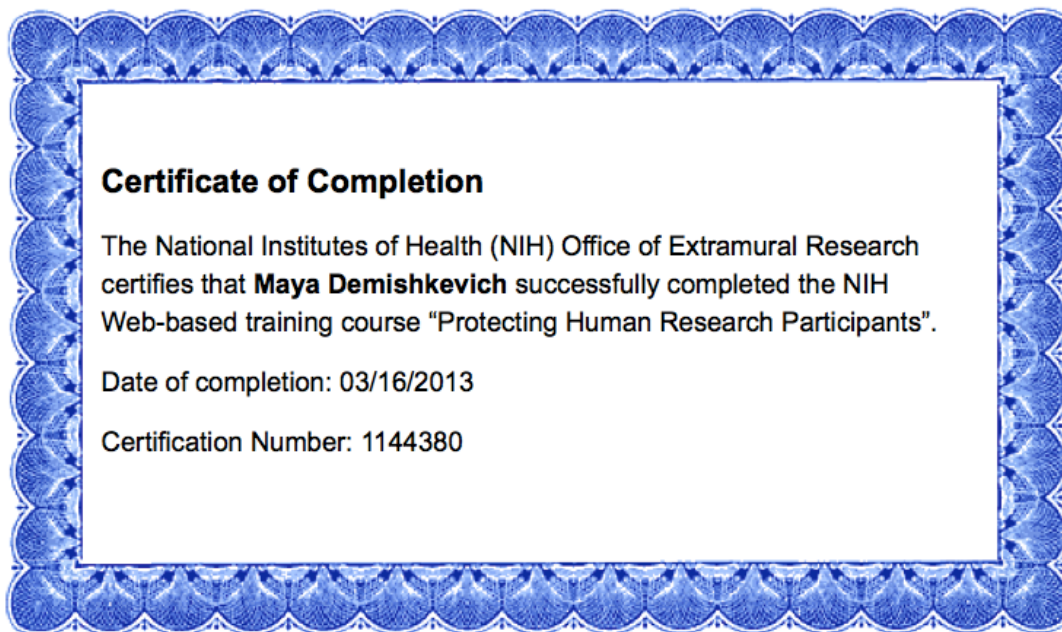 Certificate of Completion
The National Institutes of Health (NIH) Office of Extramural Research
certifies that Maya Demishkevich successfully completed the NIH
Web-based training course “Protecting Human Research Participants”.
Date of completion: 03/16/2013
Certification Number: 1144380